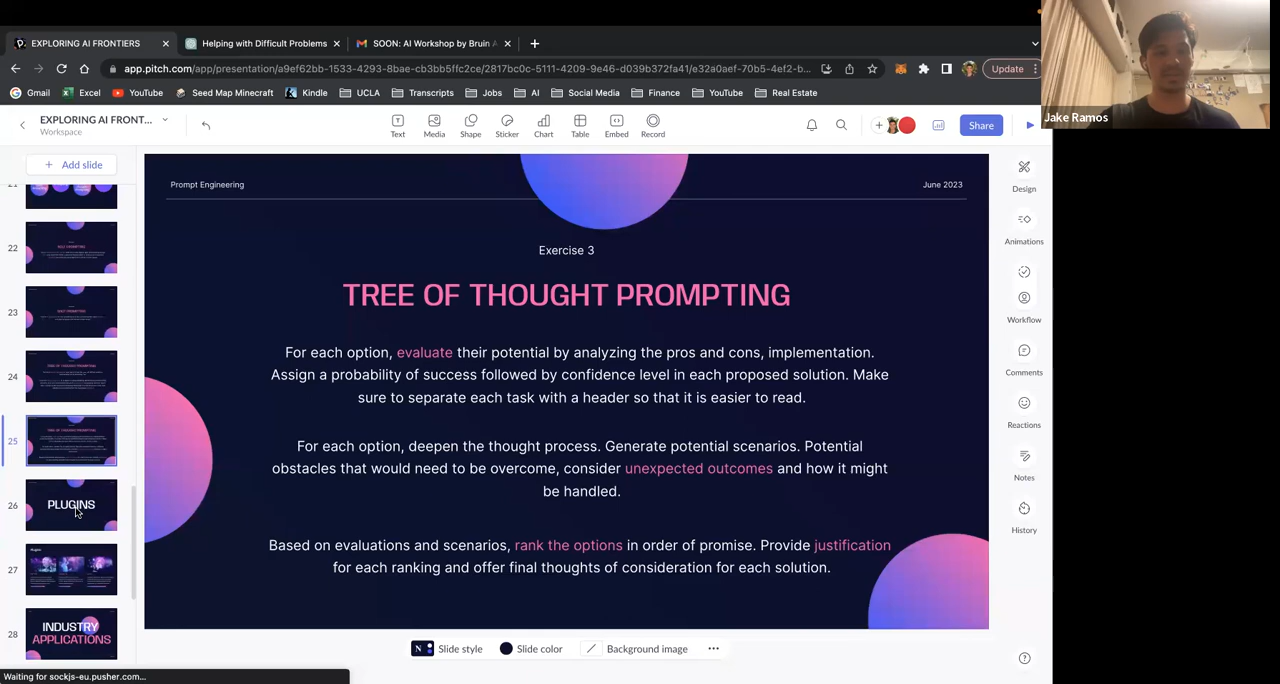 EXPLORING AI FRONTIERS
Helping with Difficult Problems
SOON: AI Workshop by Bruin
app.pitch.com/app/presentation/a9ef62bb-1533-4293-8bae-cb3bb5ffc2ce/2817bc0c-5111-4209-9e46-d039b372fa41/e32a0aef-70b5-4ef2-b...
Update
Gmail
Excel
YouTube
Seed Map Minecraft
Kindle
UCLA
Transcripts
Jobs
AI
Social Media
Finance
YouTube
Real Estate
Jake Ramos
EXPLORING AI FRONT...
Workspace
Text
Media
Shape
Sticker
Chart
Table
Embed
Record
Share
Add slide
21
22
23
24
25
26
PLUGINS
27
Plugins
28
INDUSTRY
APPLICATIONS
Prompt Engineering
June 2023
Exercise 3
TREE OF THOUGHT PROMPTING
For each option, evaluate their potential by analyzing the pros and cons, implementation.
Assign a probability of success followed by confidence level in each proposed solution. Make
sure to separate each task with a header so that it is easier to read.
For each option, deepen the thought process. Generate potential scenarios. Potential
obstacles that would need to be overcome, consider unexpected outcomes and how it might
be handled.
Based on evaluations and scenarios, rank the options in order of promise. Provide justification
for each ranking and offer final thoughts of consideration for each solution.
Design
Animations
Workflow
Comments
Reactions
Notes
History
N
Slide style
Slide color
Background image
Waiting for sockjs-eu.pusher.com...